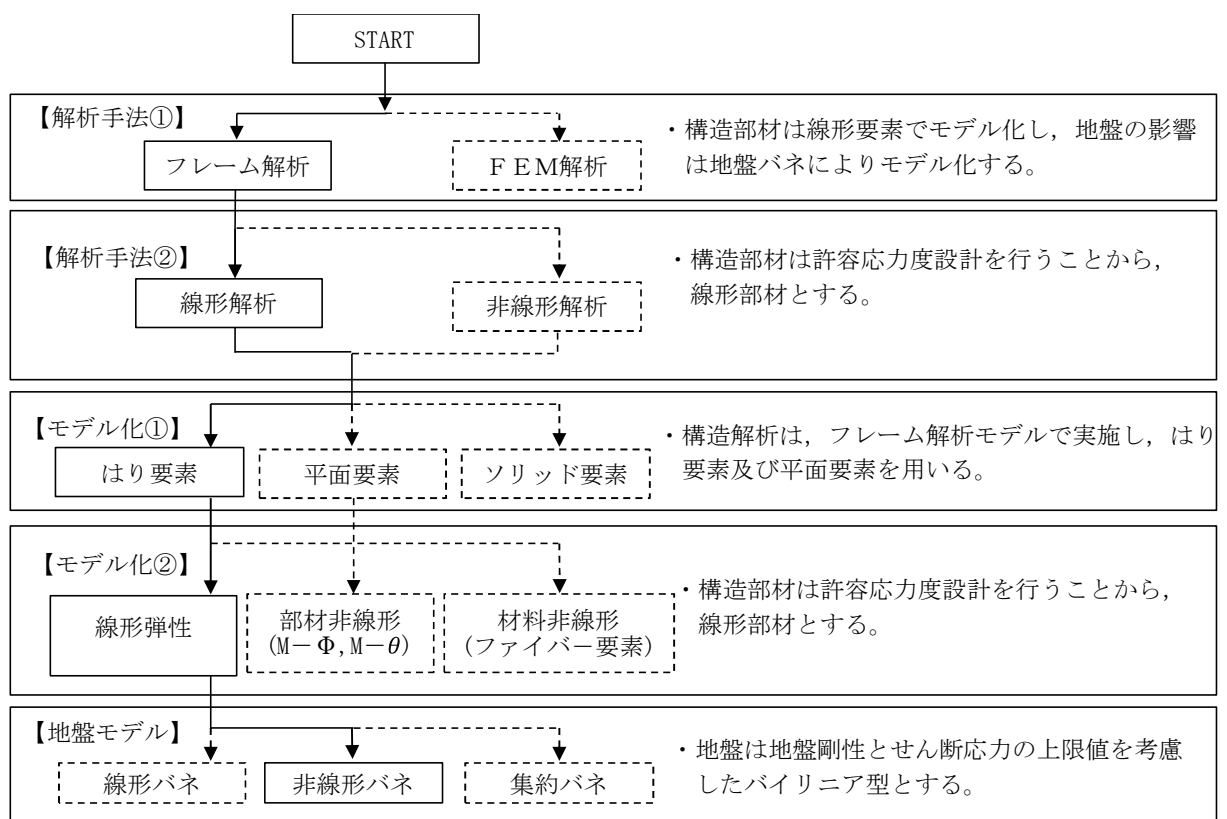 START
【解析手法①】
フレーム解析
ＦＥＭ解析
・構造部材は線形要素でモデル化し，地盤の影響
は地盤バネによりモデル化する。
【解析手法②】
線形解析
非線形解析
・構造部材は許容応力度設計を行うことから，
線形部材とする。
【モデル化①】
はり要素
平面要素
ソリッド要素
・構造解析は，フレーム解析モデルで実施し，はり
要素及び平面要素を用いる。
【モデル化②】
線形弾性
部材非線形
(M－Φ,M－θ)
材料非線形
(ファイバ－要素)
・構造部材は許容応力度設計を行うことから，
線形部材とする。
【地盤モデル】
線形バネ
非線形バネ
集約バネ
・地盤は地盤剛性とせん断応力の上限値を考慮
したバイリニア型とする。